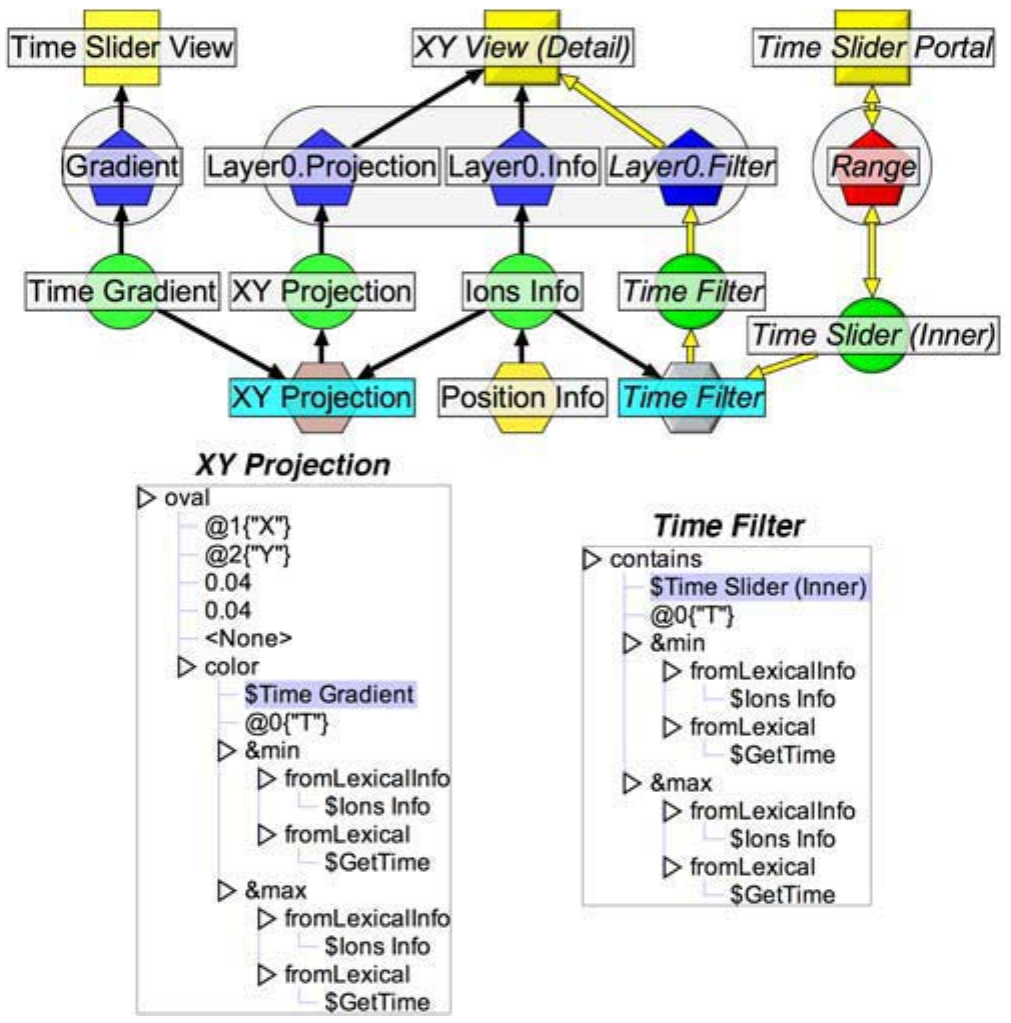 Time Slider View
XY View (Detail)
Time Slider Portal
Gradient
Layer0.Projection
Layer0.Info
Layer0.Filter
Range
Time Gradient
XY Projection
Ions Info
Time Filter
Time Slider (Inner)
XY Projection
Position Info
Time Filter
XY Projection
oval
@1{"X"}
@2{"Y"}
0.04
0.04
<None>
color
$Time Gradient
@0{"T"}
&min
fromLexicalInfo
$Ions Info
fromLexical
$GetTime
&max
fromLexicalInfo
$Ions Info
fromLexical
$GetTime
Time Filter
contains
$Time Slider (Inner)
@0{"T"}
&min
fromLexicalInfo
$Ions Info
fromLexical
$GetTime
&max
fromLexicalInfo
$Ions Info
fromLexical
$GetTime